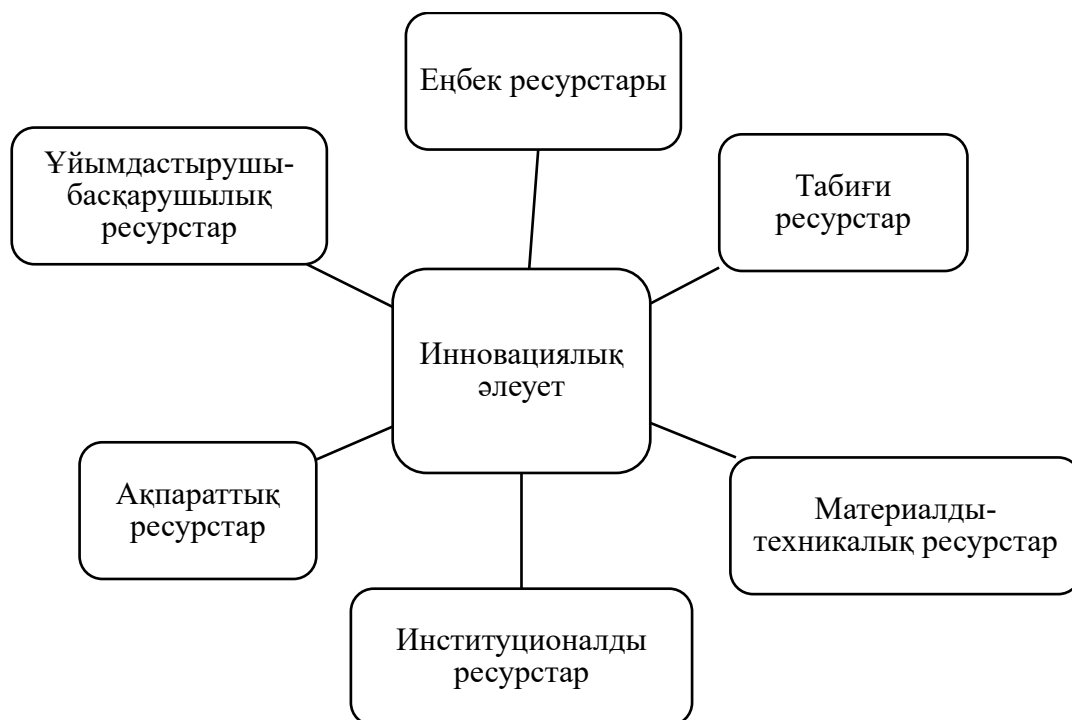 Еңбек ресурстары
Ұйымдастырушы-
басқарушылық
ресурстар
Табиғи
ресурстар
Инновациялық
әлеует
Ақпараттық
ресурстар
Материалды-
техникалық ресурстар
Институционалды
ресурстар